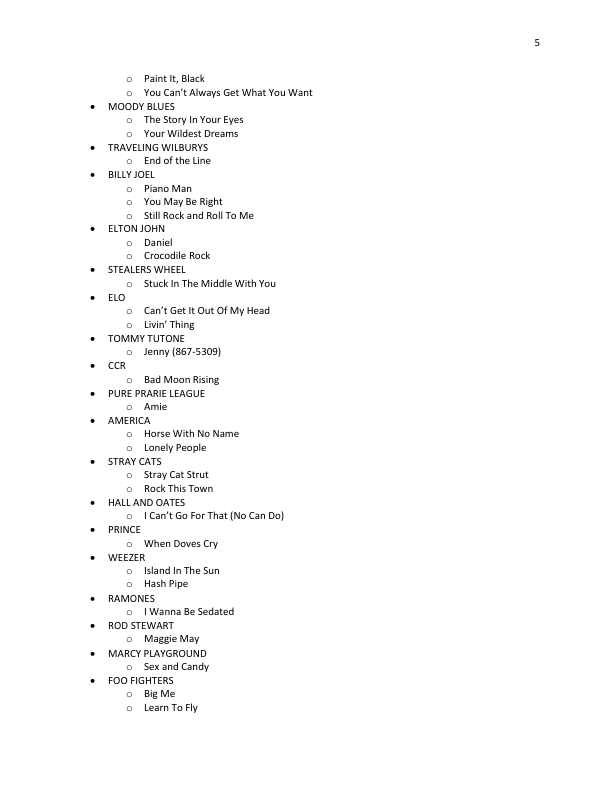 5
o Paint It, Black
o You Can’t Always Get What You Want
• MOODY BLUES
o The Story In Your Eyes
o Your Wildest Dreams
• TRAVELING WILBURYS
o End of the Line
• BILLY JOEL
o Piano Man
o You May Be Right
o Still Rock and Roll To Me
• ELTON JOHN
o Daniel
o Crocodile Rock
• STEALERS WHEEL
o Stuck In The Middle With You
• ELO
o Can’t Get It Out Of My Head
o Livin’ Thing
• TOMMY TUTONE
o Jenny (867-5309)
• CCR
o Bad Moon Rising
• PURE PRARIE LEAGUE
o Amie
• AMERICA
o Horse With No Name
o Lonely People
• STRAY CATS
o Stray Cat Strut
o Rock This Town
• HALL AND OATES
o I Can’t Go For That (No Can Do)
• PRINCE
o When Doves Cry
• WEEZER
o Island In The Sun
o Hash Pipe
• RAMONES
o I Wanna Be Sedated
• ROD STEWART
o Maggie May
• MARCY PLAYGROUND
o Sex and Candy
• FOO FIGHTERS
o Big Me
o Learn To Fly